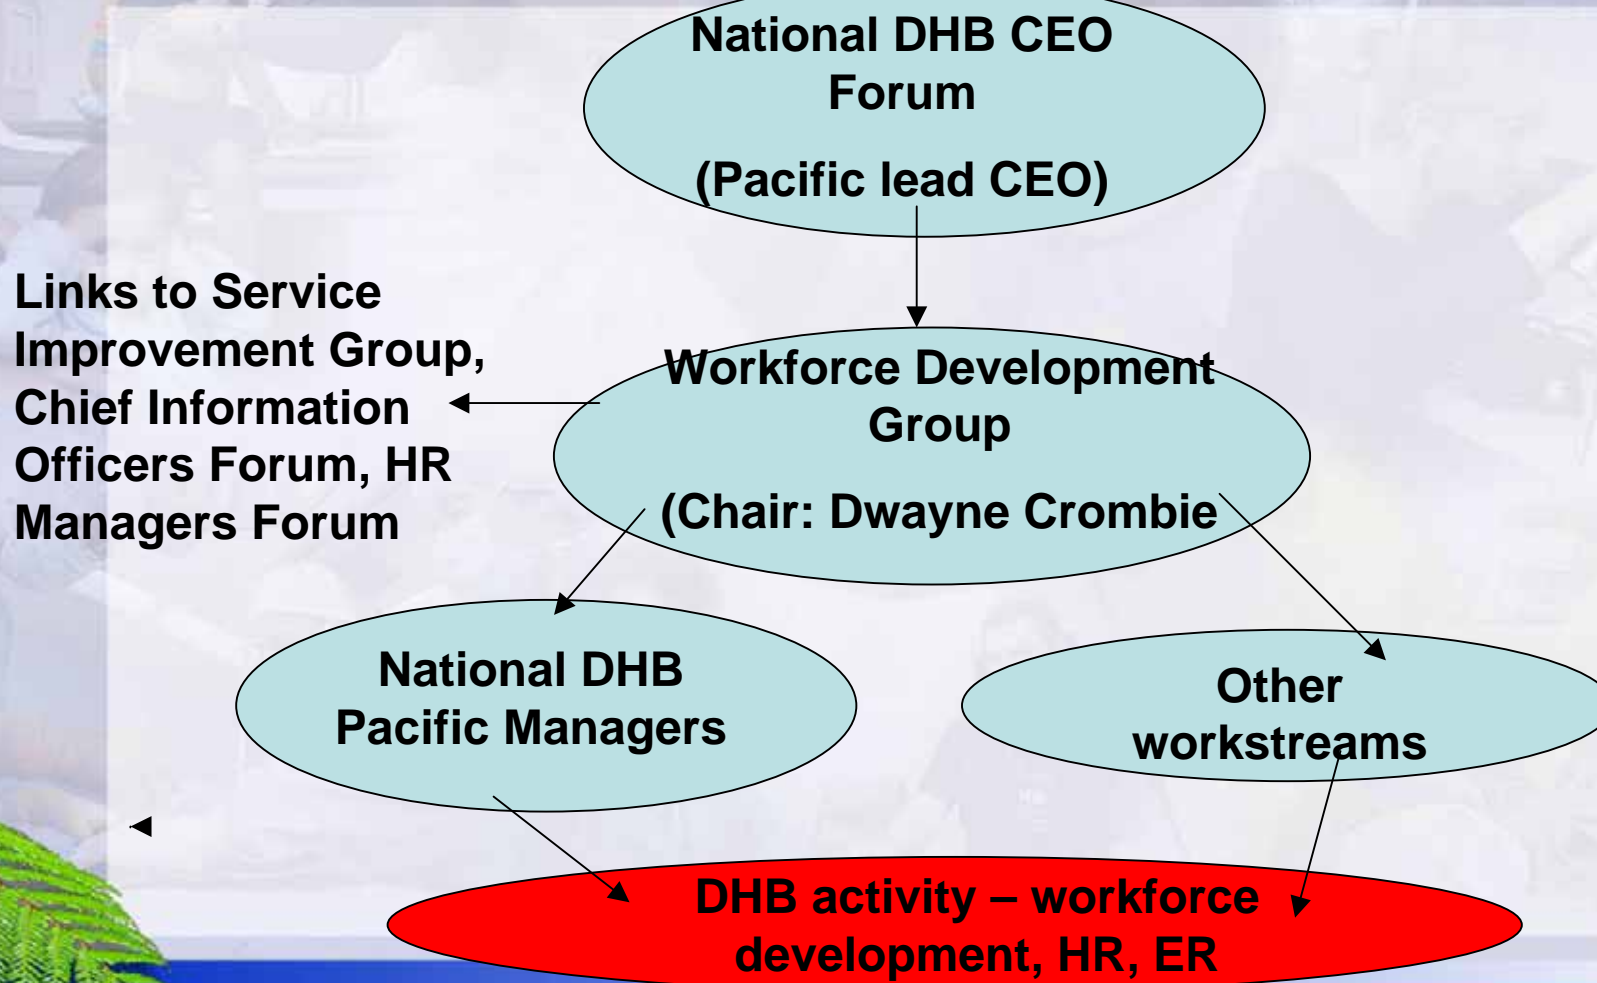 National DHB CEO
Forum
(Pacific lead CEO)
Links to Service
Improvement Group,
Chief Information
Officers Forum, HR
Managers Forum
Workforce Development
Group
(Chair: Dwayne Crombie
National DHB
Pacific Managers
Other
workstreams
DHB activity – workforce
development, HR, ER